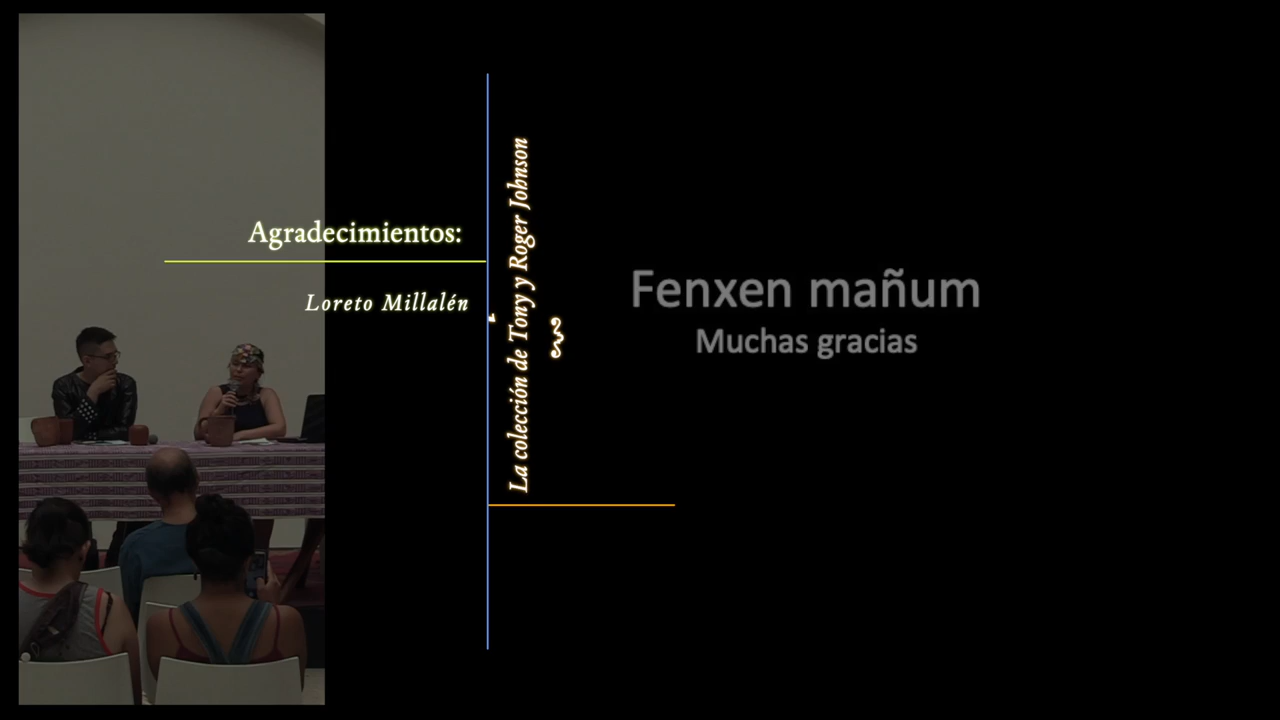 Agradecimientos:
Loreto Millalén
La colección de Tony y Roger Johnson
Fenxen mañum
Muchas gracias